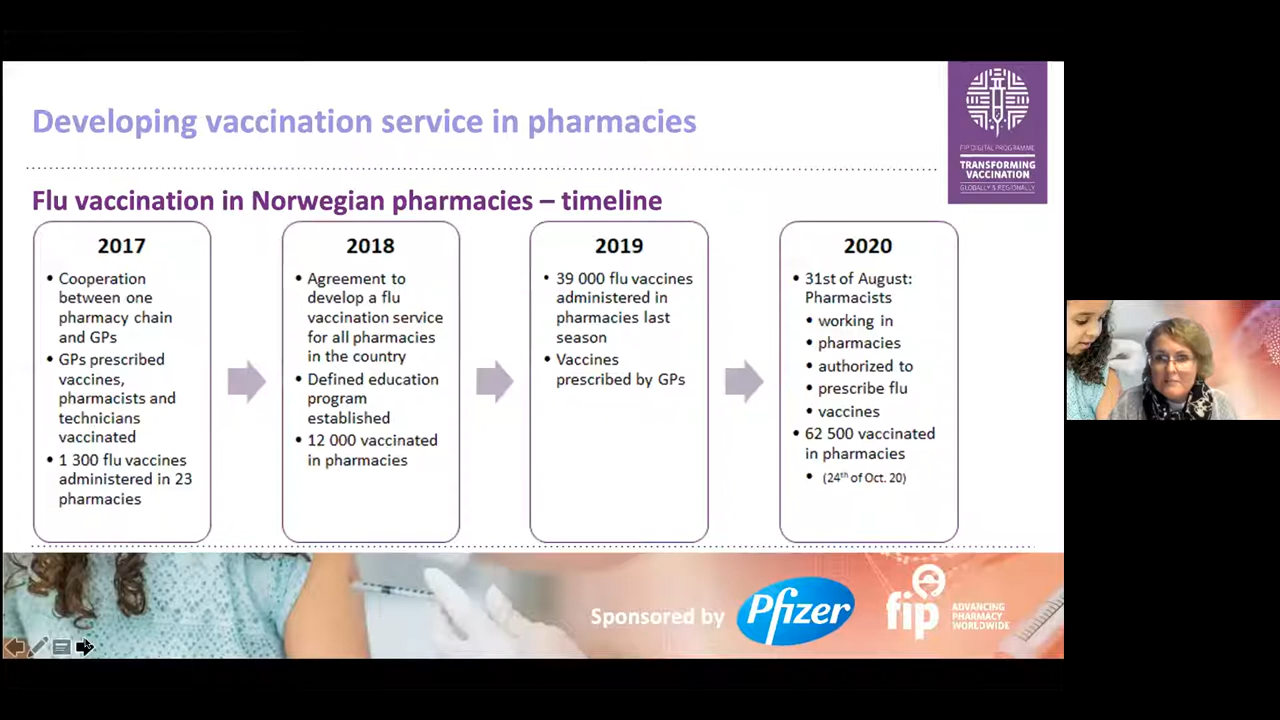 Developing vaccination service in pharmacies
FIP DIGITAL PROGRAMME
TRANSFORMING
VACCINATION
GLOBALLY & REGIONALLY
Flu vaccination in Norwegian pharmacies – timeline
2017
• Cooperation
between one
pharmacy chain
and GPs
• GPs prescribed
vaccines,
pharmacists and
technicians
vaccinated
• 1 300 flu vaccines
administered in 23
pharmacies
2018
• Agreement to
develop a flu
vaccination service
for all pharmacies
in the country
• Defined education
program
established
• 12 000 vaccinated
in pharmacies
2019
• 39 000 flu vaccines
administered in
pharmacies last
season
• Vaccines
prescribed by GPs
2020
• 31st of August:
Pharmacists
• working in
• pharmacies
• authorized to
• prescribe flu
• vaccines
• 62 500 vaccinated
in pharmacies
• (24th of Oct. 20)
Sponsored by
Pfizer
fip
ADVANCING
PHARMACY
WORLDWIDE